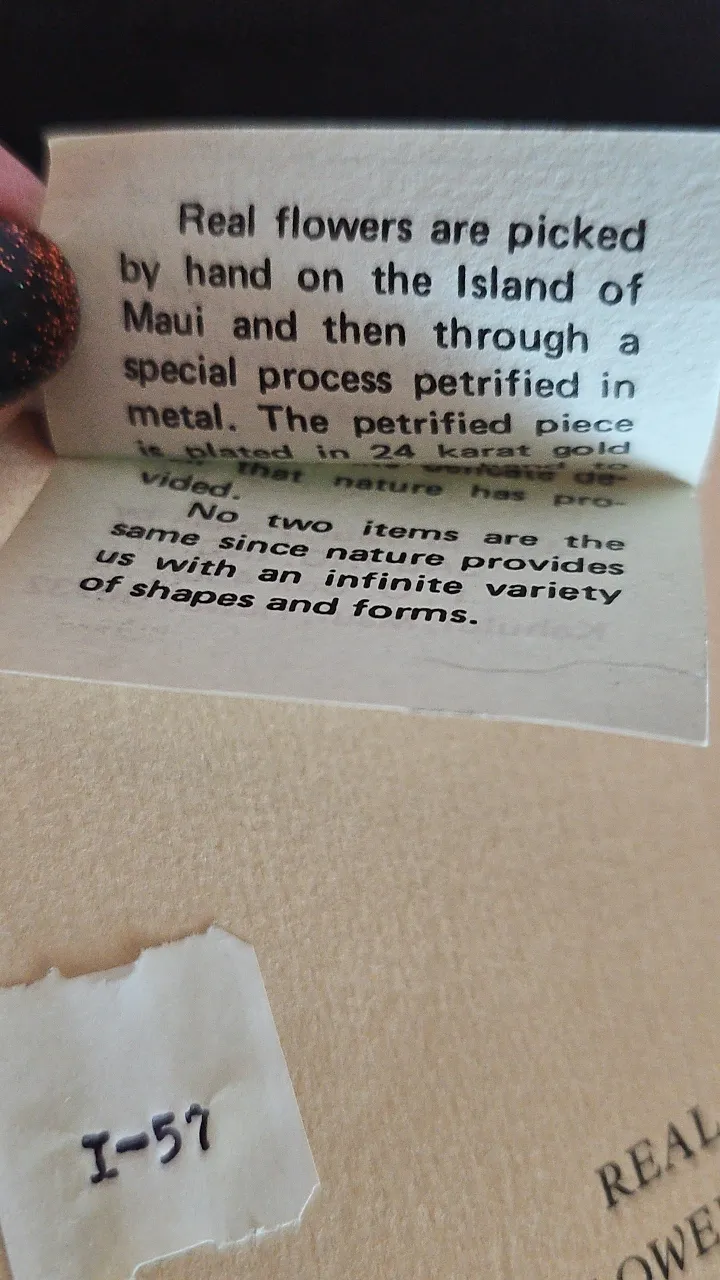 Real flowers are picked
by hand on the Island of
Maui and then through a
special process petrified in
metal. The petrified piece
is plated in 24 karat gold
to
de-
that nature has pro-
vided.
No two items are the
same since nature provides
us with an infinite variety
of shapes and forms.
I-57
REAL